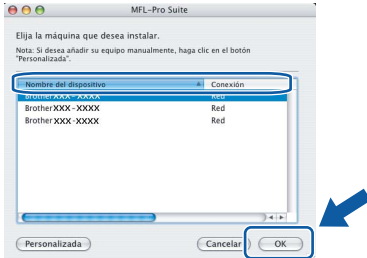 MFL-Pro Suite
Elija la máquina que desea instalar.
Nota: Si desea añadir su equipo manualmente, haga clic en el botón
"Personalizada".
Nombre del dispositivo Conexión
Brother XXX-XXXX Red
Brother XXX-XXXX Red
Brother XXX-XXXX Red
Personalizada Cancelar OK